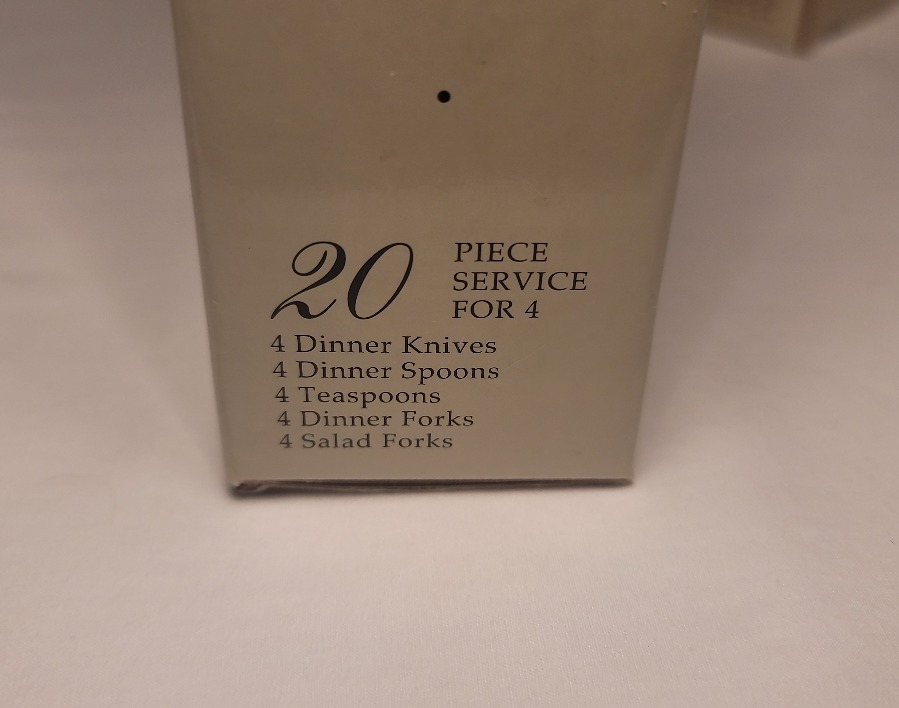 20 PIECE
SERVICE
FOR 4
4 Dinner Knives
4 Dinner Spoons
4 Teaspoons
4 Dinner Forks
4 Salad Forks